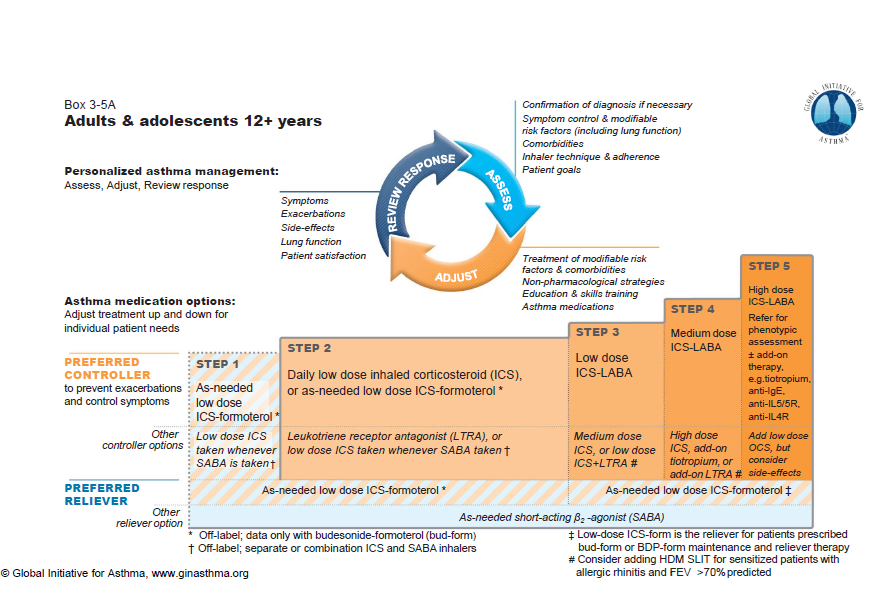 Box 3-5A
Adults & adolescents 12+ years
Personalized asthma management:
Assess, Adjust, Review response
Asthma medication options:
Adjust treatment up and down for
individual patient needs
GLOBAL INITIATIVE FOR
ASTHMA
REVIEW RESPONSE
ASSESS
ADJUST
Confirmation of diagnosis if necessary
Symptom control & modifiable
risk factors (including lung function)
Comorbidities
Inhaler technique & adherence
Patient goals
Symptoms
Exacerbations
Side-effects
Lung function
Patient satisfaction
Treatment of modifiable risk
factors & comorbidities
Non-pharmacological strategies
Education & skills training
Asthma medications
PREFERRED
CONTROLLER
to prevent exacerbations
and control symptoms
STEP 1
As-needed
low dose
ICS-formoterol *
STEP 2
Daily low dose inhaled corticosteroid (ICS),
or as-needed low dose ICS-formoterol *
STEP 3
Low dose
ICS-LABA
STEP 4
Medium dose
ICS-LABA
STEP 5
High dose
ICS-LABA
Refer for
phenotypic
assessment
± add-on
therapy,
e.g.tiotropium,
anti-IgE,
anti-IL5/5R,
anti-IL4R
Other
controller options
Low dose ICS
taken whenever
SABA is taken †
Leukotriene receptor antagonist (LTRA), or
low dose ICS taken whenever SABA taken †
Medium dose
ICS, or low dose
ICS+LTRA #
High dose
ICS, add-on
tiotropium, or
add-on LTRA #
Add low dose
OCS, but
consider
side-effects
PREFERRED
RELIEVER
As-needed low dose ICS-formoterol *
As-needed low dose ICS-formoterol ‡
Other
reliever option
As-needed short-acting β2 -agonist (SABA)
* Off-label; data only with budesonide-formoterol (bud-form)
† Off-label; separate or combination ICS and SABA inhalers
‡ Low-dose ICS-form is the reliever for patients prescribed
bud-form or BDP-form maintenance and reliever therapy
# Consider adding HDM SLIT for sensitized patients with
allergic rhinitis and FEV >70% predicted
© Global Initiative for Asthma, www.ginasthma.org